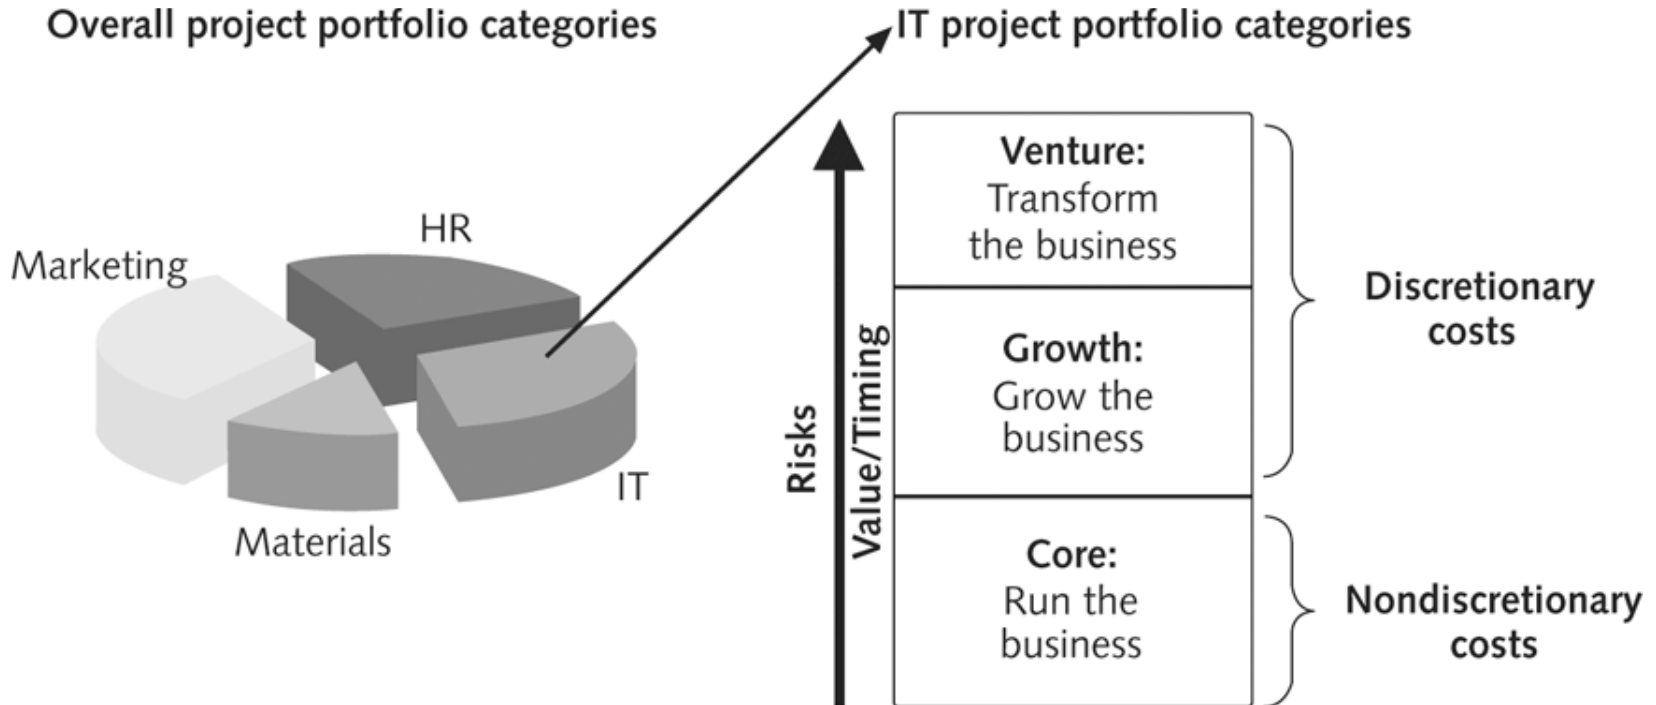 Overall project portfolio categories
IT project portfolio categories
HR
Marketing
IT
Materials
Risks
Value/Timing
Venture:
Transform
the business
Growth:
Grow the
business
Core:
Run the
business
Discretionary
costs
Nondiscretionary
costs